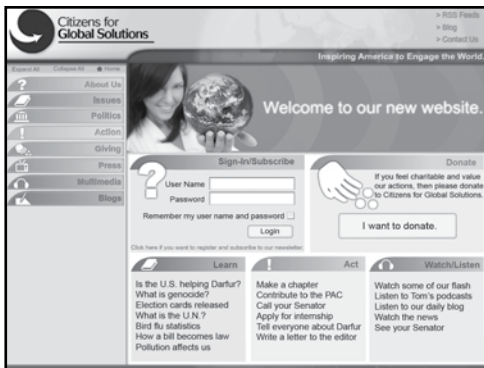 Citizens for
Global Solutions
> RSS Feeds
> Blog
> Contact Us
Inspiring America to Engage the World.
Expand All Collapse All Home
About Us
Issues
Politics
Action
Giving
Press
Multimedia
Blogs
Welcome to our new website.
Sign-In/Subscribe
User Name
Password
Remember my user name and password
Login
Click here if you want to register and subscribe to our newsletter.
Donate
If you feel charitable and value
our actions, then please donate
to Citizens for Global Solutions.
I want to donate.
Learn
Is the U.S. helping Darfur?
What is genocide?
Election cards released
What is the U.N.?
Bird flu statistics
How a bill becomes law
Pollution affects us
Act
Make a chapter
Contribute to the PAC
Call your Senator
Apply for internship
Tell everyone about Darfur
Write a letter to the editor
Watch/Listen
Watch some of our flash
Listen to Tom's podcasts
Listen to our daily blog
Watch the news
See your Senator